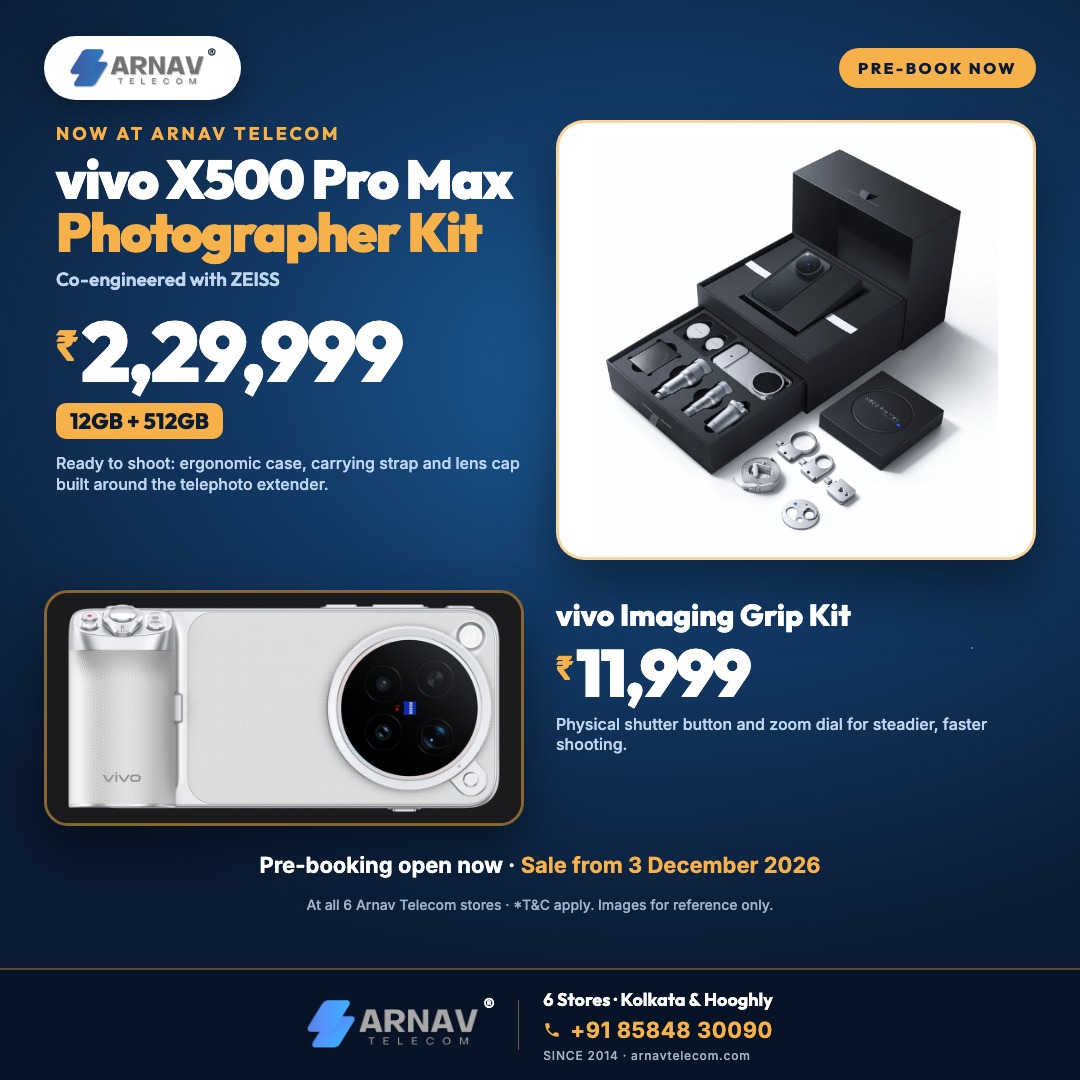 ARNAV®
TELECOM
PRE-BOOK NOW
NOW AT ARNAV TELECOM
vivo X500 Pro Max
Photographer Kit
Co-engineered with ZEISS
₹2,29,999
12GB + 512GB
Ready to shoot: ergonomic case, carrying strap and lens cap
built around the telephoto extender.
vivo
vivo Imaging Grip Kit
₹11,999
Physical shutter button and zoom dial for steadier, faster
shooting.
Pre-booking open now · Sale from 3 December 2026
At all 6 Arnav Telecom stores · *T&C apply. Images for reference only.
ARNAV®
TELECOM
6 Stores · Kolkata & Hooghly
+91 85848 30090
SINCE 2014 · arnavtelecom.com